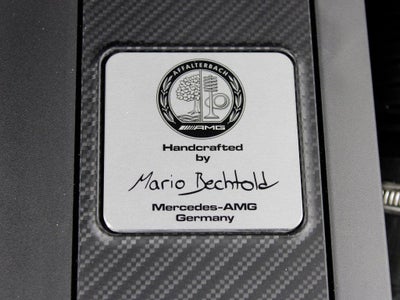 AFFALTERBACH
AMG
Handcrafted
by
Mario Bechtold
Mercedes-AMG
Germany